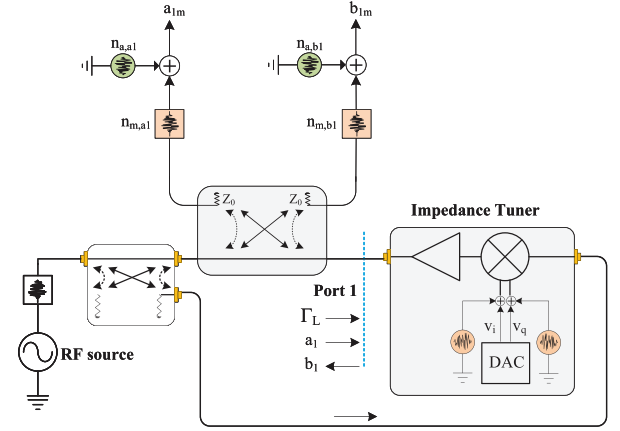 a1m
b1m
na,a1
na,b1
nm,a1
nm,b1
Z0
Z0
Impedance Tuner
Port 1
ΓL
a1
b1
vi
vq
DAC
RF source